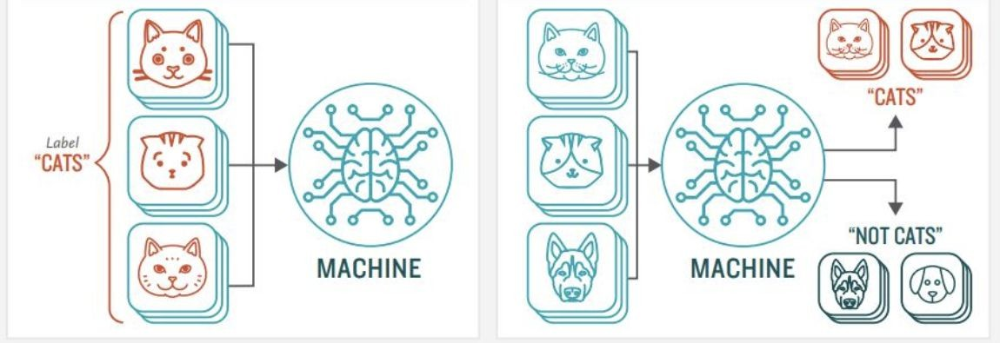 Label
“CATS”
MACHINE
MACHINE
“CATS”
“NOT CATS”